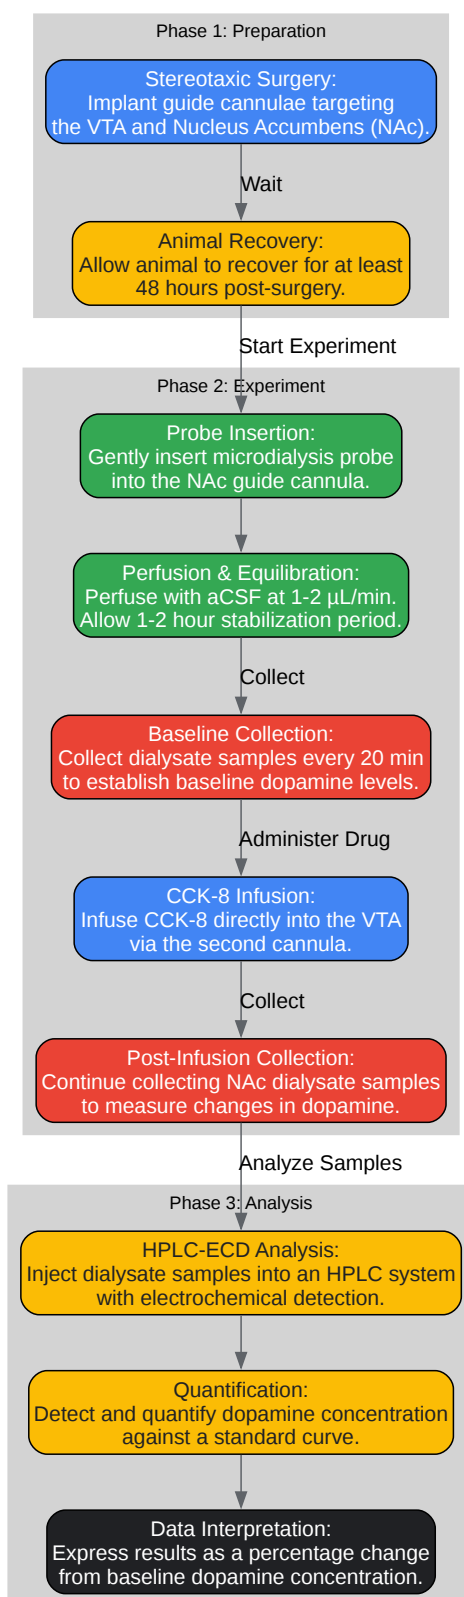 Phase 1: Preparation
Stereotaxic Surgery:
Implant guide cannulae targeting
the VTA and Nucleus Accumbens (NAc).
Wait
Animal Recovery:
Allow animal to recover for at least
48 hours post-surgery.
Start Experiment
Phase 2: Experiment
Probe Insertion:
Gently insert microdialysis probe
into the NAc guide cannula.
Perfusion & Equilibration:
Perfuse with aCSF at 1-2 µL/min.
Allow 1-2 hour stabilization period.
Collect
Baseline Collection:
Collect dialysate samples every 20 min
to establish baseline dopamine levels.
Administer Drug
CCK-8 Infusion:
Infuse CCK-8 directly into the VTA
via the second cannula.
Collect
Post-Infusion Collection:
Continue collecting NAc dialysate samples
to measure changes in dopamine.
Analyze Samples
Phase 3: Analysis
HPLC-ECD Analysis:
Inject dialysate samples into an HPLC system
with electrochemical detection.
Quantification:
Detect and quantify dopamine concentration
against a standard curve.
Data Interpretation:
Express results as a percentage change
from baseline dopamine concentration.